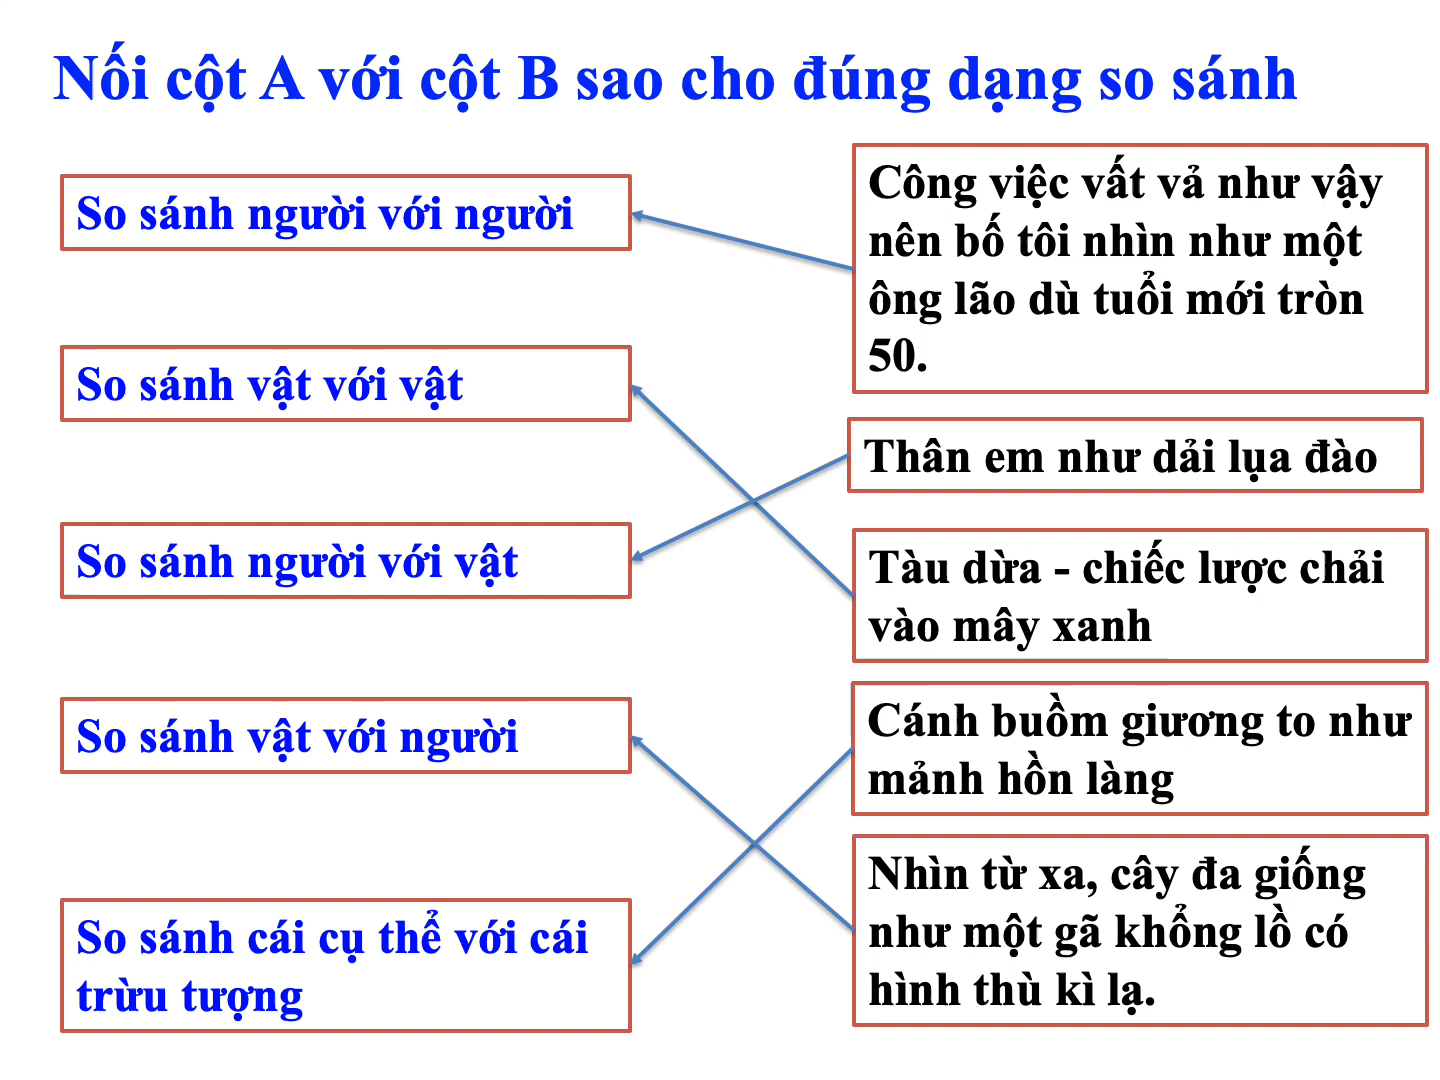 Nối cột A với cột B sao cho đúng dạng so sánh
So sánh người với người
So sánh vật với vật
So sánh người với vật
So sánh vật với người
So sánh cái cụ thể với cái
trừu tượng
Công việc vất vả như vậy
nên bố tôi nhìn như một
ông lão dù tuổi mới tròn
50.
Thân em như dải lụa đào
Tàu dừa - chiếc lược chải
vào mây xanh
Cánh buồm giương to như
mảnh hồn làng
Nhìn từ xa, cây đa giống
như một gã khổng lồ có
hình thù kì lạ.